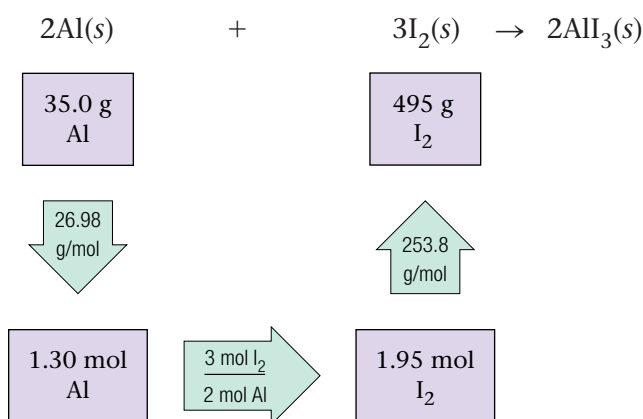 2Al(s) + 3I₂(s) → 2AlI₃(s)
35.0 g
Al
495 g
I₂
26.98
g/mol
253.8
g/mol
1.30 mol
Al
3 mol I₂
2 mol Al
1.95 mol
I₂